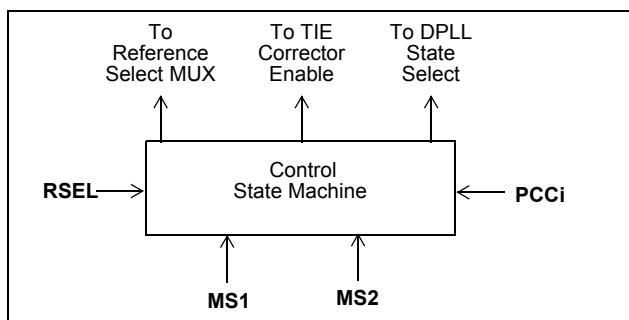 To
Reference
Select MUX
To TIE
Corrector
Enable
To DPLL
State
Select
Control
State Machine
RSEL
PCCi
MS1
MS2